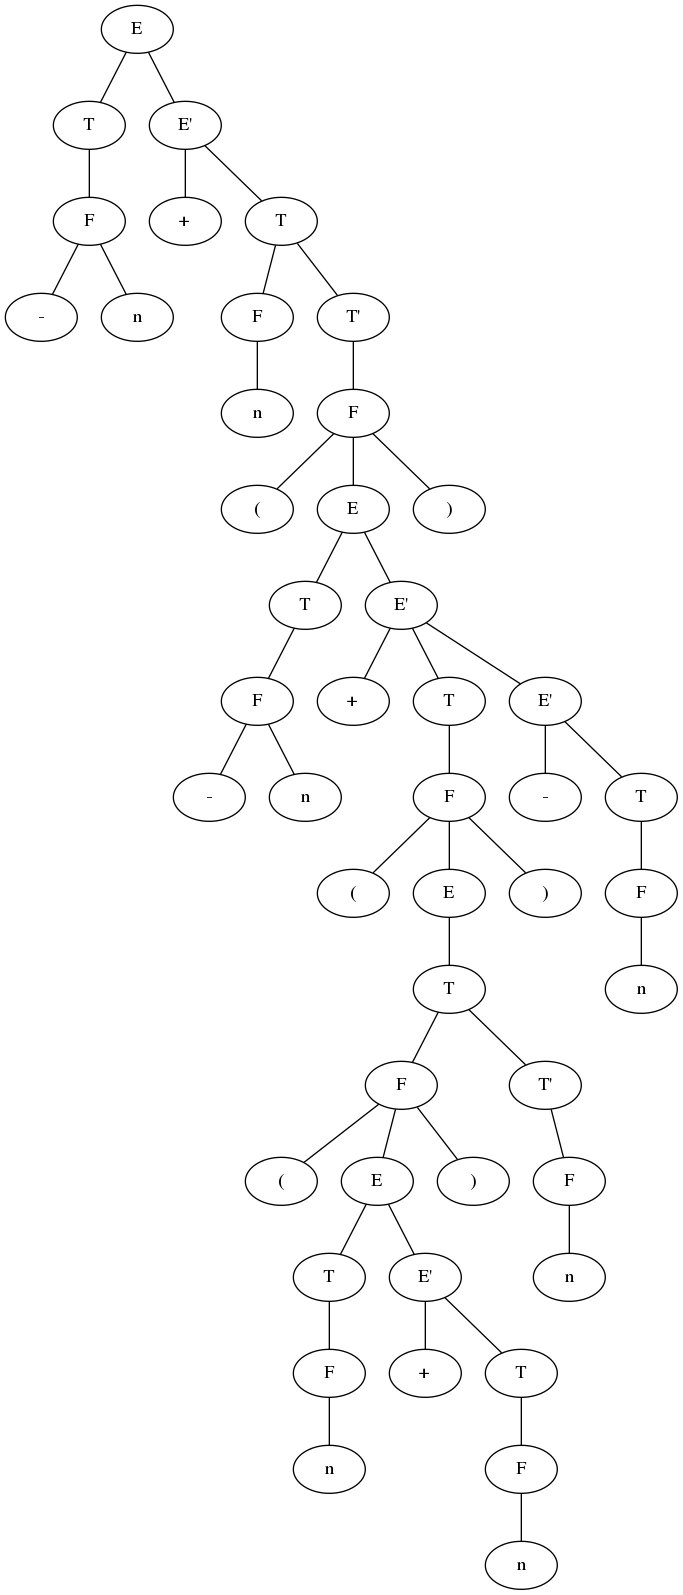 E
T E'
F + T
- n F T'
n F
( E )
T E'
F + T E'
- n F - T
( E ) F
T n
F T'
( E ) F
T E' n
F + T
n F
n